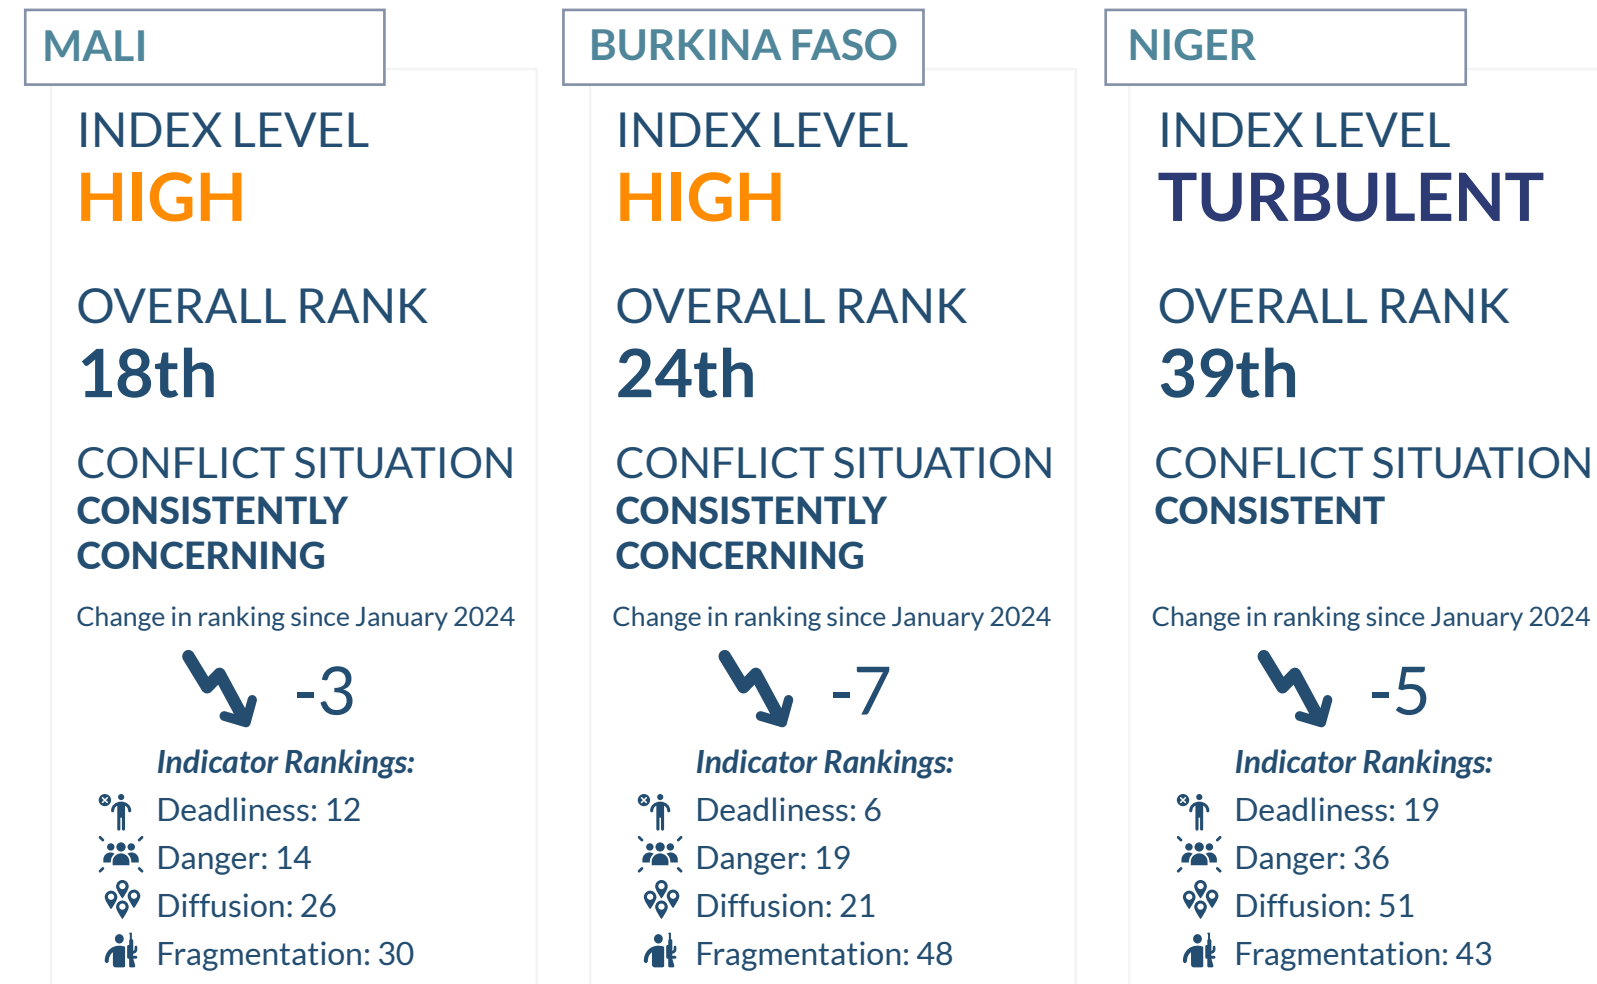 MALI
INDEX LEVEL
HIGH
OVERALL RANK
18th
CONFLICT SITUATION
CONSISTENTLY
CONCERNING
Change in ranking since January 2024
-3
Indicator Rankings:
Deadliness: 12
Danger: 14
Diffusion: 26
Fragmentation: 30
BURKINA FASO
INDEX LEVEL
HIGH
OVERALL RANK
24th
CONFLICT SITUATION
CONSISTENTLY
CONCERNING
Change in ranking since January 2024
-7
Indicator Rankings:
Deadliness: 6
Danger: 19
Diffusion: 21
Fragmentation: 48
NIGER
INDEX LEVEL
TURBULENT
OVERALL RANK
39th
CONFLICT SITUATION
CONSISTENT
Change in ranking since January 2024
-5
Indicator Rankings:
Deadliness: 19
Danger: 36
Diffusion: 51
Fragmentation: 43